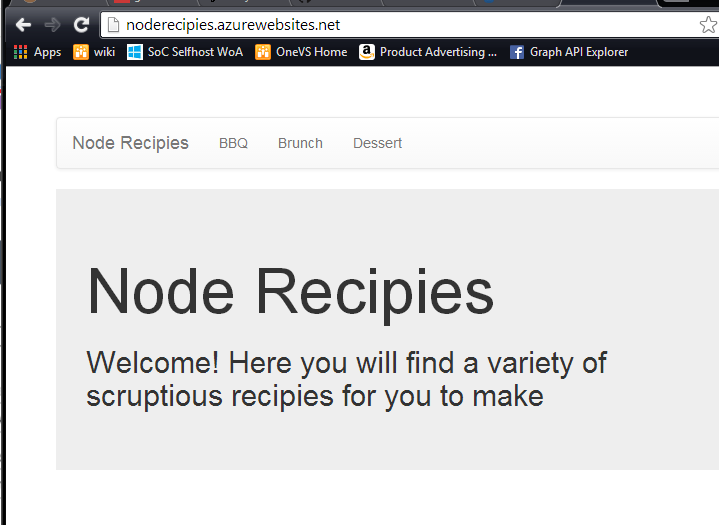 noderecipies.azurewebsites.net
Apps wiki SoC Selfhost WoA OneVS Home Product Advertising ... Graph API Explorer
Node Recipies BBQ Brunch Dessert
Node Recipies
Welcome! Here you will find a variety of
scruptious recipies for you to make